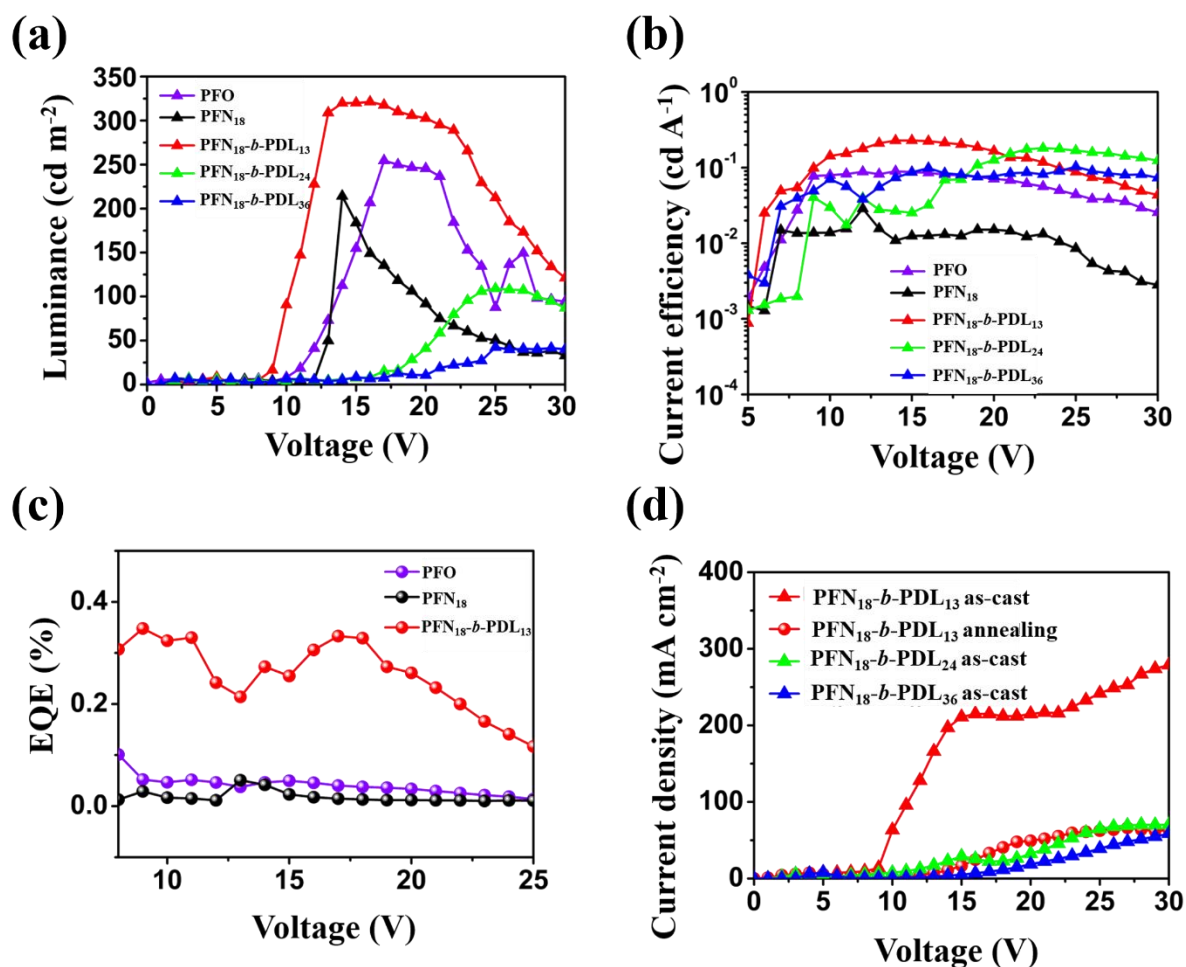 (a)
Luminance (cd m⁻²)
350
300
250
200
150
100
50
0
PFO
PFN₁₈
PFN₁₈-b-PDL₁₃
PFN₁₈-b-PDL₂₄
PFN₁₈-b-PDL₃₆
0 5 10 15 20 25 30
Voltage (V)
(b)
Current efficiency (cd A⁻¹)
10⁰
10⁻¹
10⁻²
10⁻³
10⁻⁴
PFO
PFN₁₈
PFN₁₈-b-PDL₁₃
PFN₁₈-b-PDL₂₄
PFN₁₈-b-PDL₃₆
5 10 15 20 25 30
Voltage (V)
(c)
EQE (%)
0.4
0.2
0.0
PFO
PFN₁₈
PFN₁₈-b-PDL₁₃
10 15 20 25
Voltage (V)
(d)
Current density (mA cm⁻²)
400
300
200
100
0
PFN₁₈-b-PDL₁₃ as-cast
PFN₁₈-b-PDL₁₃ annealing
PFN₁₈-b-PDL₂₄ as-cast
PFN₁₈-b-PDL₃₆ as-cast
0 5 10 15 20 25 30
Voltage (V)